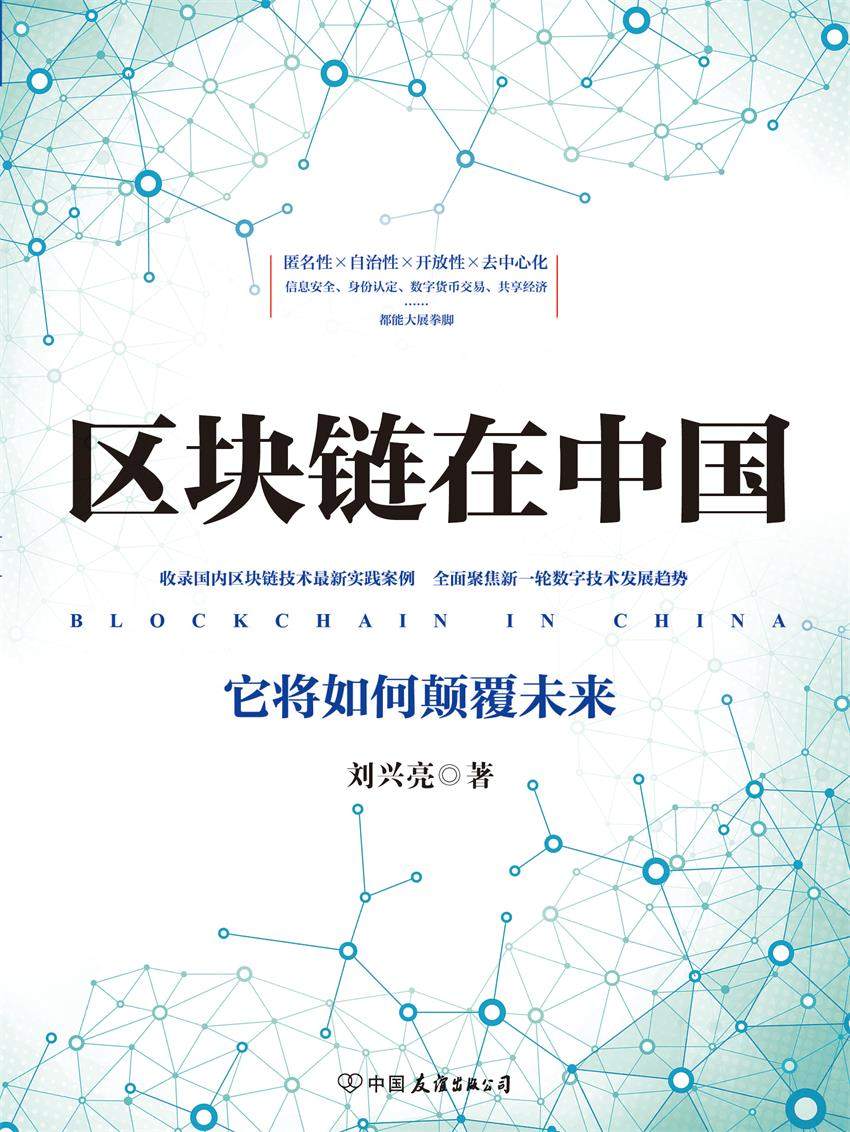 匿名性×自治性×开放性×去中心化
信息安全、身份认定、数字货币交易、共享经济
……
都能大展拳脚
区块链在中国
收录国内区块链技术最新实践案例 全面聚焦新一轮数字技术发展趋势
BLOCKCHAIN IN CHINA
它将如何颠覆未来
刘兴亮◎著
中国友谊出版公司